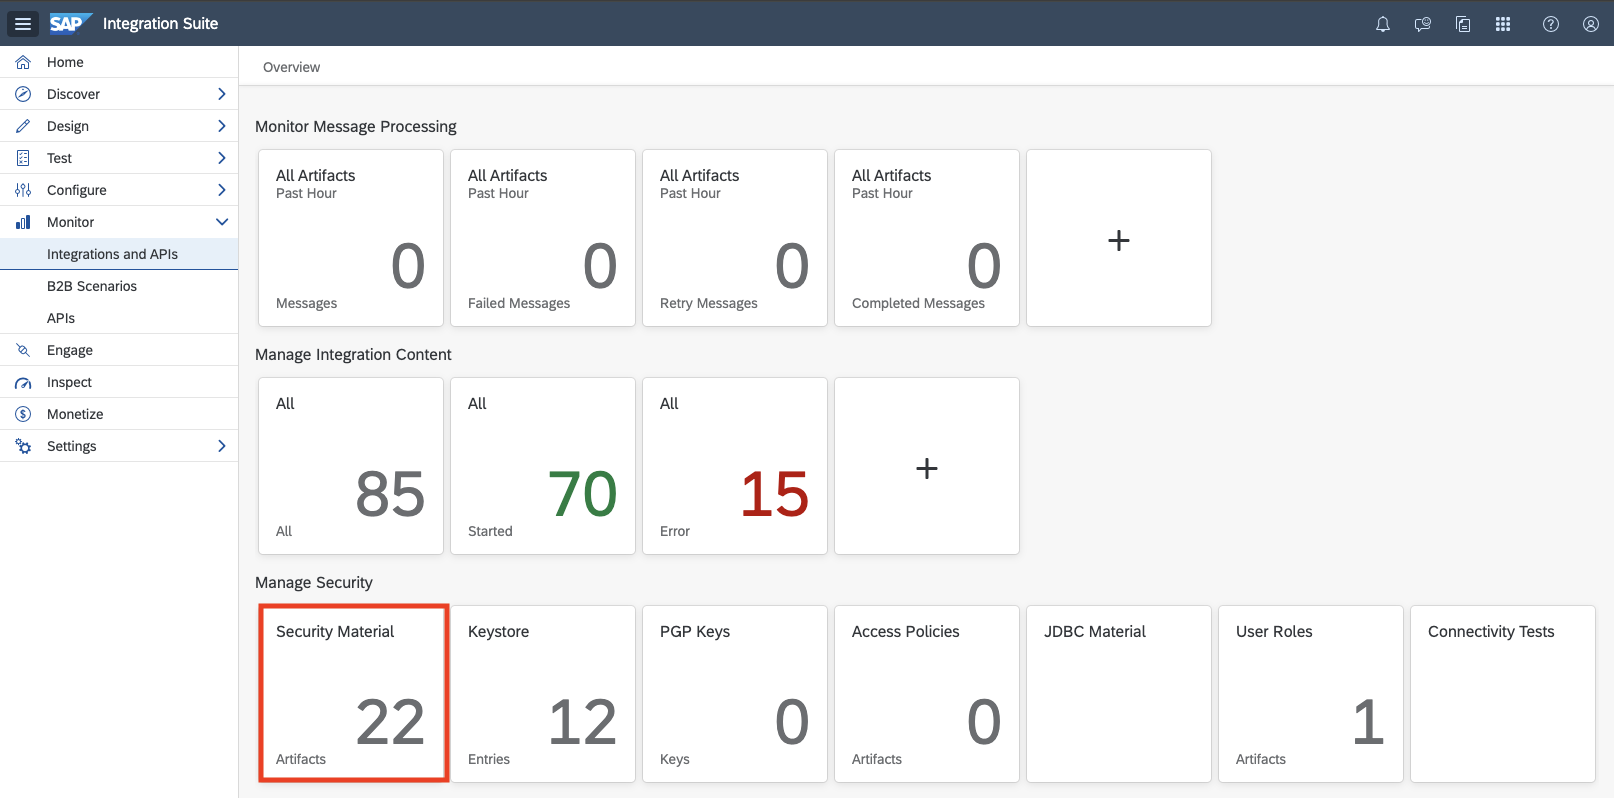 SAP Integration Suite
Home
Discover
Design
Test
Configure
Monitor
Integrations and APIs
B2B Scenarios
APIs
Engage
Inspect
Monetize
Settings
Overview
Monitor Message Processing
All Artifacts
Past Hour
0
Messages
All Artifacts
Past Hour
0
Failed Messages
All Artifacts
Past Hour
0
Retry Messages
All Artifacts
Past Hour
0
Completed Messages
+
Manage Integration Content
All
85
All
All
70
Started
All
15
Error
+
Manage Security
Security Material
22
Artifacts
Keystore
12
Entries
PGP Keys
0
Keys
Access Policies
0
Artifacts
JDBC Material
User Roles
1
Artifacts
Connectivity Tests